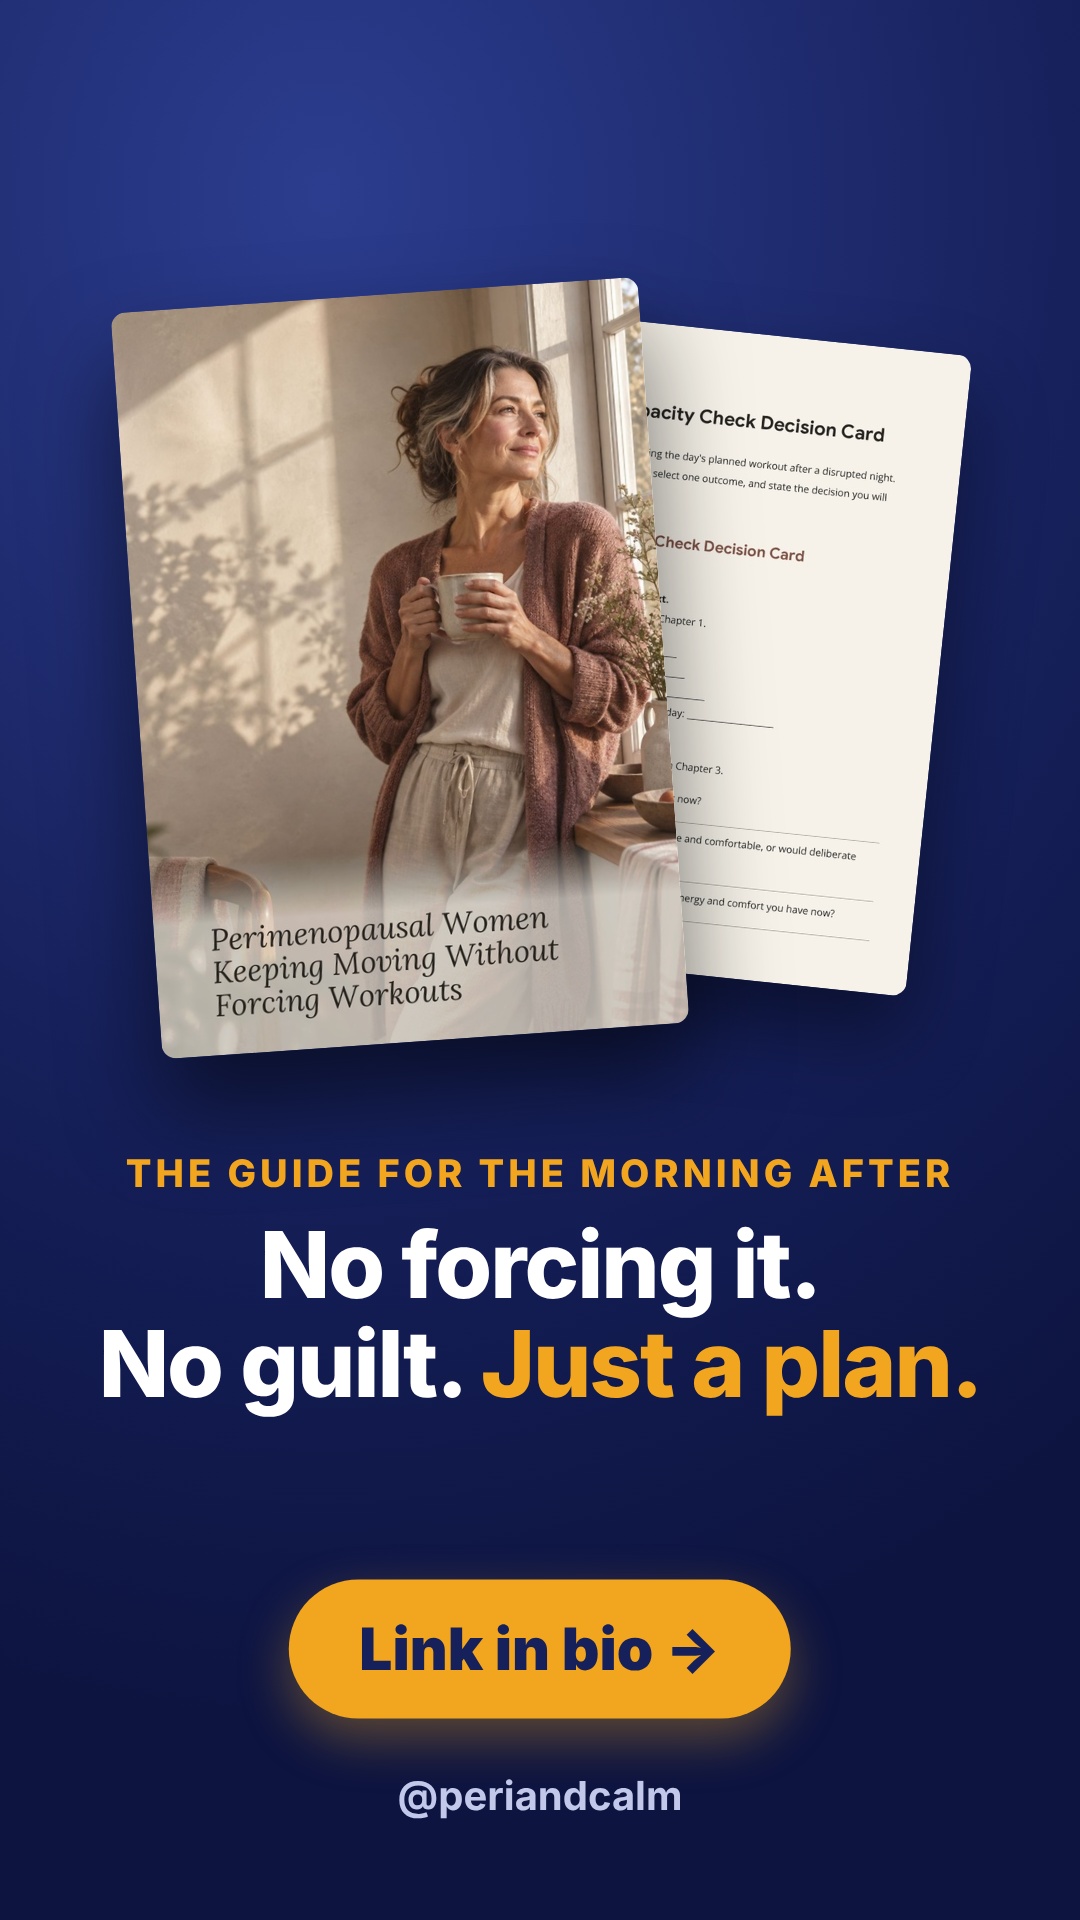 Perimenopausal Women
Keeping Moving Without
Forcing Workouts
Check Decision Card
ing the day's planned workout after a disrupted night.
select one outcome, and state the decision you will
Check Decision Card
Chapter 1.
day: ___
Chapter 3.
now?
e and comfortable, or would deliberate
energy and comfort you have now?
THE GUIDE FOR THE MORNING AFTER
No forcing it.
No guilt. Just a plan.
Link in bio →
@periandcalm